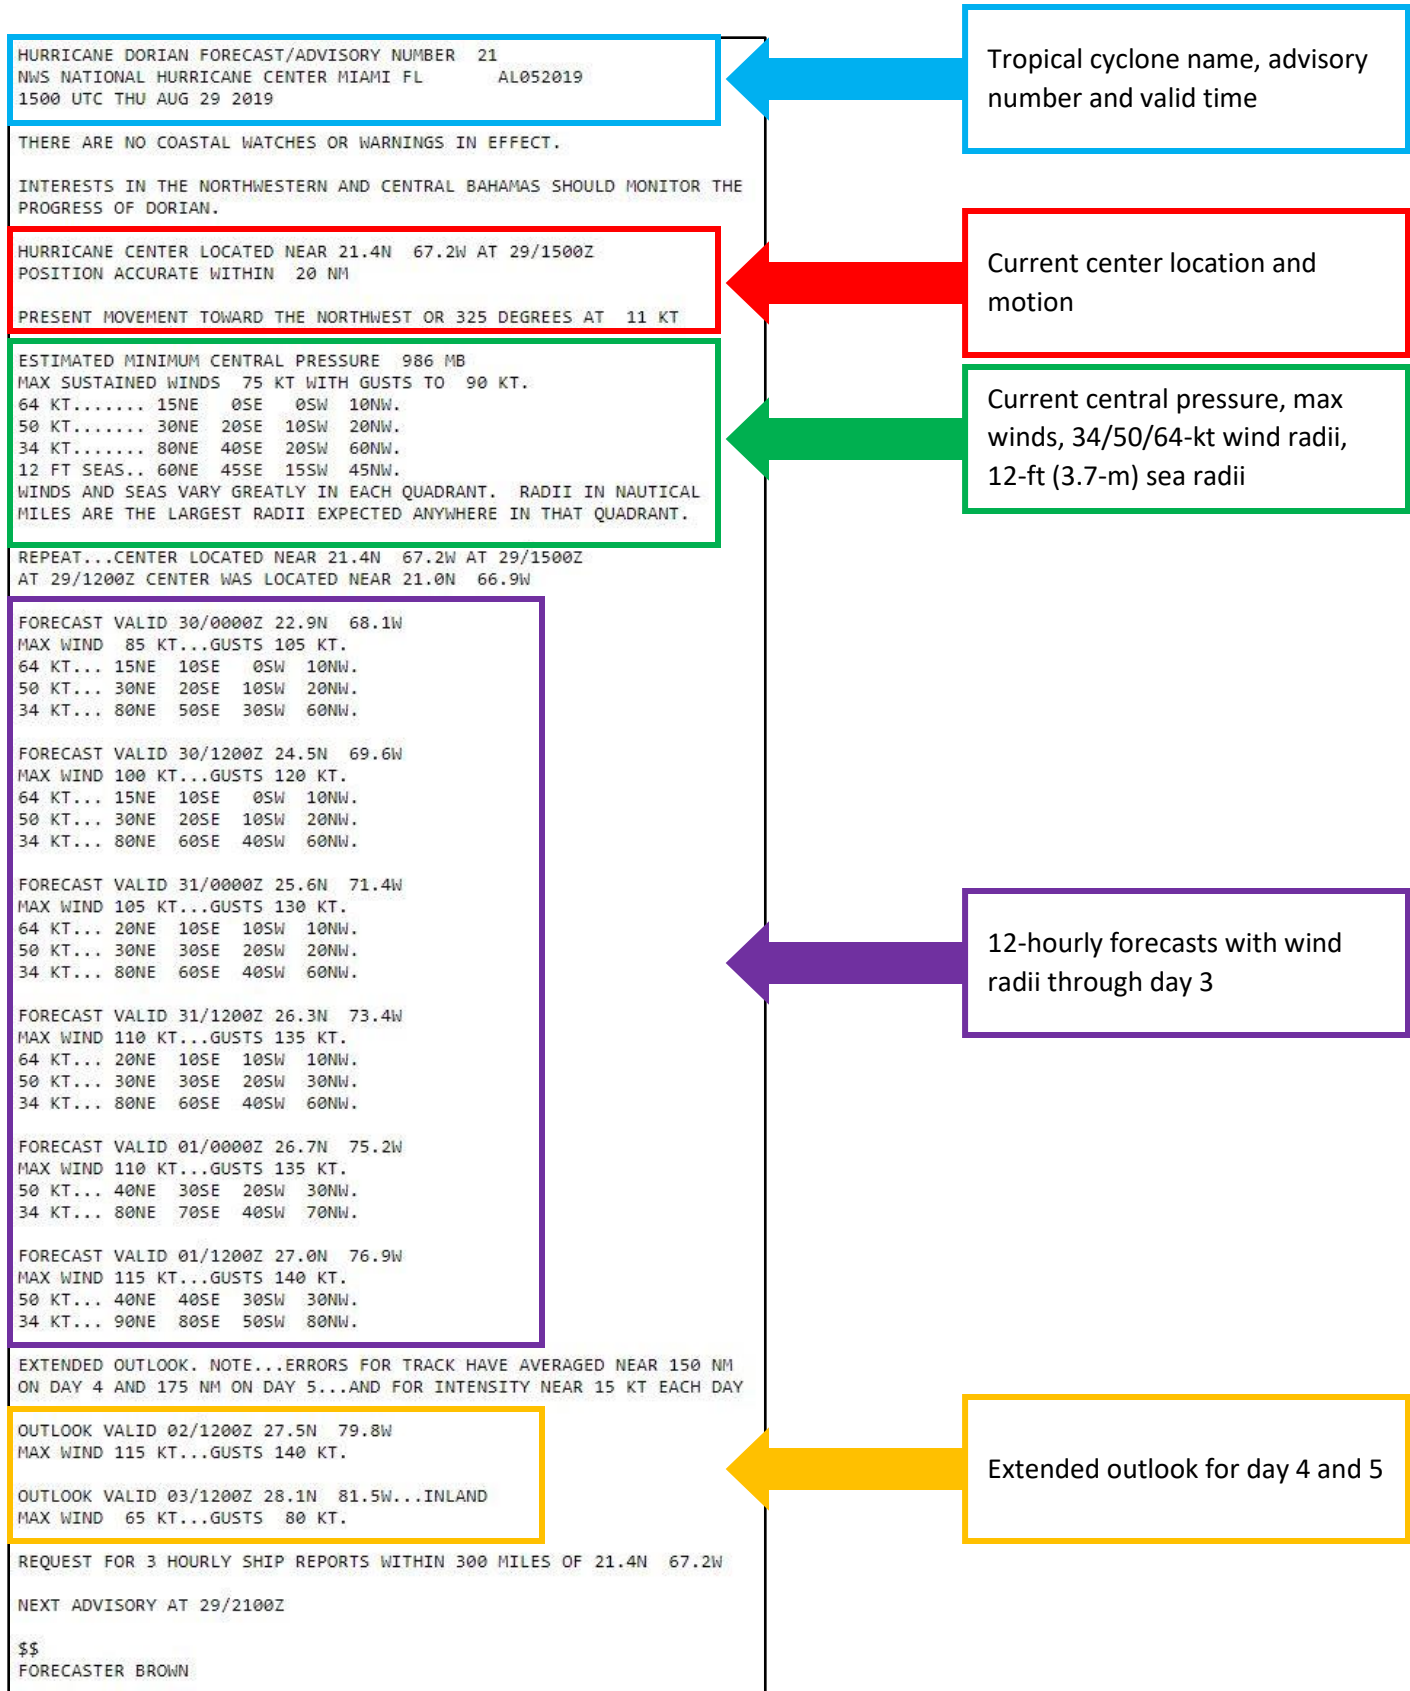 HURRICANE DORIAN FORECAST/ADVISORY NUMBER  21
NWS NATIONAL HURRICANE CENTER MIAMI FL       AL052019
1500 UTC THU AUG 29 2019
THERE ARE NO COASTAL WATCHES OR WARNINGS IN EFFECT.
INTERESTS IN THE NORTHWESTERN AND CENTRAL BAHAMAS SHOULD MONITOR THE
PROGRESS OF DORIAN.
HURRICANE CENTER LOCATED NEAR 21.4N  67.2W AT 29/1500Z
POSITION ACCURATE WITHIN  20 NM
PRESENT MOVEMENT TOWARD THE NORTHWEST OR 325 DEGREES AT  11 KT
ESTIMATED MINIMUM CENTRAL PRESSURE  986 MB
MAX SUSTAINED WINDS  75 KT WITH GUSTS TO  90 KT.
64 KT....... 15NE   0SE   0SW  10NW.
50 KT....... 30NE  20SE  10SW  20NW.
34 KT....... 80NE  40SE  20SW  60NW.
12 FT SEAS.. 60NE  45SE  15SW  45NW.
WINDS AND SEAS VARY GREATLY IN EACH QUADRANT.  RADII IN NAUTICAL
MILES ARE THE LARGEST RADII EXPECTED ANYWHERE IN THAT QUADRANT.
REPEAT...CENTER LOCATED NEAR 21.4N  67.2W AT 29/1500Z
AT 29/1200Z CENTER WAS LOCATED NEAR 21.0N  66.9W
FORECAST VALID 30/0000Z 22.9N  68.1W
MAX WIND  85 KT...GUSTS 105 KT.
64 KT... 15NE  10SE   0SW  10NW.
50 KT... 30NE  20SE  10SW  20NW.
34 KT... 80NE  50SE  30SW  60NW.
FORECAST VALID 30/1200Z 24.5N  69.6W
MAX WIND 100 KT...GUSTS 120 KT.
64 KT... 15NE  10SE   0SW  10NW.
50 KT... 30NE  20SE  10SW  20NW.
34 KT... 80NE  60SE  40SW  60NW.
FORECAST VALID 31/0000Z 25.6N  71.4W
MAX WIND 105 KT...GUSTS 130 KT.
64 KT... 20NE  10SE  10SW  10NW.
50 KT... 30NE  30SE  20SW  20NW.
34 KT... 80NE  60SE  40SW  60NW.
FORECAST VALID 31/1200Z 26.3N  73.4W
MAX WIND 110 KT...GUSTS 135 KT.
64 KT... 20NE  10SE  10SW  10NW.
50 KT... 30NE  30SE  20SW  30NW.
34 KT... 80NE  60SE  40SW  60NW.
FORECAST VALID 01/0000Z 26.7N  75.2W
MAX WIND 110 KT...GUSTS 135 KT.
50 KT... 40NE  30SE  20SW  30NW.
34 KT... 80NE  70SE  40SW  70NW.
FORECAST VALID 01/1200Z 27.0N  76.9W
MAX WIND 115 KT...GUSTS 140 KT.
50 KT... 40NE  40SE  30SW  30NW.
34 KT... 90NE  80SE  50SW  80NW.
EXTENDED OUTLOOK. NOTE...ERRORS FOR TRACK HAVE AVERAGED NEAR 150 NM
ON DAY 4 AND 175 NM ON DAY 5...AND FOR INTENSITY NEAR 15 KT EACH DAY
OUTLOOK VALID 02/1200Z 27.5N  79.8W
MAX WIND 115 KT...GUSTS 140 KT.
OUTLOOK VALID 03/1200Z 28.1N  81.5W...INLAND
MAX WIND  65 KT...GUSTS  80 KT.
REQUEST FOR 3 HOURLY SHIP REPORTS WITHIN 300 MILES OF 21.4N  67.2W
NEXT ADVISORY AT 29/2100Z
$$
FORECASTER BROWN
Tropical cyclone name, advisory
number and valid time
Current center location and
motion
Current central pressure, max
winds, 34/50/64-kt wind radii,
12-ft (3.7-m) sea radii
12-hourly forecasts with wind
radii through day 3
Extended outlook for day 4 and 5